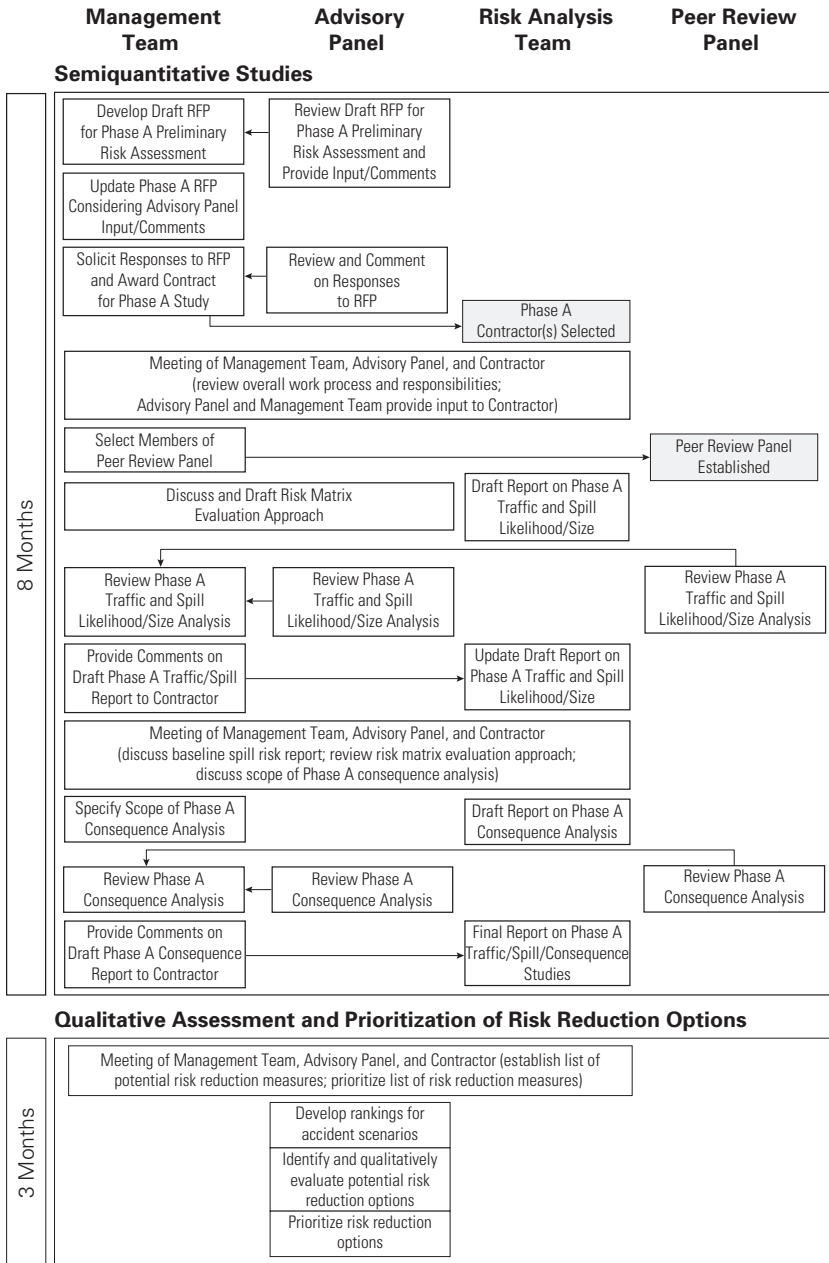 Management
Team
Advisory
Panel
Risk Analysis
Team
Peer Review
Panel
Semiquantitative Studies
8 Months
Develop Draft RFP
for Phase A Preliminary
Risk Assessment
Review Draft RFP for
Phase A Preliminary
Risk Assessment and
Provide Input/Comments
Update Phase A RFP
Considering Advisory Panel
Input/Comments
Solicit Responses to RFP
and Award Contract
for Phase A Study
Review and Comment
on Responses
to RFP
Phase A
Contractor(s) Selected
Meeting of Management Team, Advisory Panel, and Contractor
(review overall work process and responsibilities;
Advisory Panel and Management Team provide input to Contractor)
Select Members of
Peer Review Panel
Peer Review Panel
Established
Discuss and Draft Risk Matrix
Evaluation Approach
Draft Report on Phase A
Traffic and Spill
Likelihood/Size
Review Phase A
Traffic and Spill
Likelihood/Size Analysis
Review Phase A
Traffic and Spill
Likelihood/Size Analysis
Review Phase A
Traffic and Spill
Likelihood/Size Analysis
Provide Comments on
Draft Phase A Traffic/Spill
Report to Contractor
Update Draft Report on
Phase A Traffic and Spill
Likelihood/Size
Meeting of Management Team, Advisory Panel, and Contractor
(discuss baseline spill risk report; review risk matrix evaluation approach;
discuss scope of Phase A consequence analysis)
Specify Scope of Phase A
Consequence Analysis
Draft Report on Phase A
Consequence Analysis
Review Phase A
Consequence Analysis
Review Phase A
Consequence Analysis
Review Phase A
Consequence Analysis
Provide Comments on
Draft Phase A Consequence
Report to Contractor
Final Report on Phase A
Traffic/Spill/Consequence
Studies
Qualitative Assessment and Prioritization of Risk Reduction Options
3 Months
Meeting of Management Team, Advisory Panel, and Contractor (establish list of
potential risk reduction measures; prioritize list of risk reduction measures)
Develop rankings for
accident scenarios
Identify and qualitatively
evaluate potential risk
reduction options
Prioritize risk reduction
options